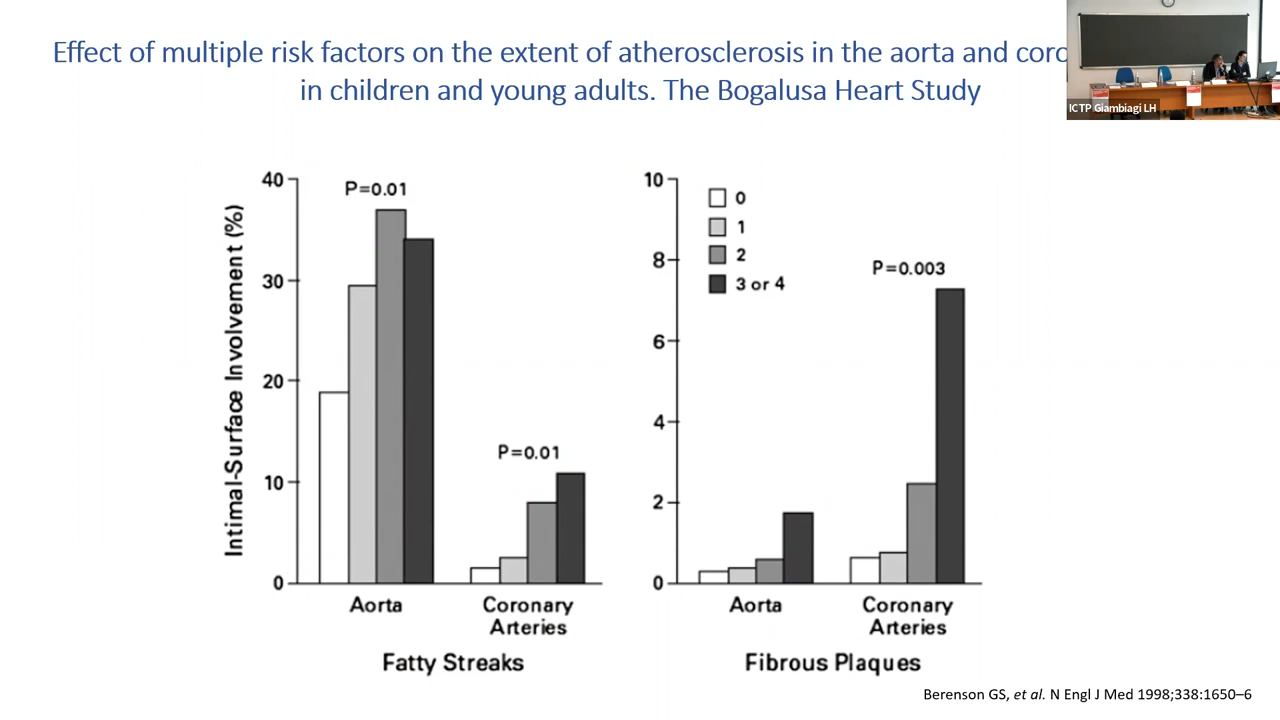 Effect of multiple risk factors on the extent of atherosclerosis in the aorta and
in children and young adults. The Bogalusa Heart Study
ICTP Giambiagi LH
Intimal-Surface Involvement (%)
40
30
20
10
0
P=0.01
P=0.01
Aorta
Coronary
Arteries
Fatty Streaks
10
8
6
4
2
0
0
1
2
3 or 4
P=0.003
Aorta
Coronary
Arteries
Fibrous Plaques
Berenson GS, et al. N Engl J Med 1998;338:1650–6